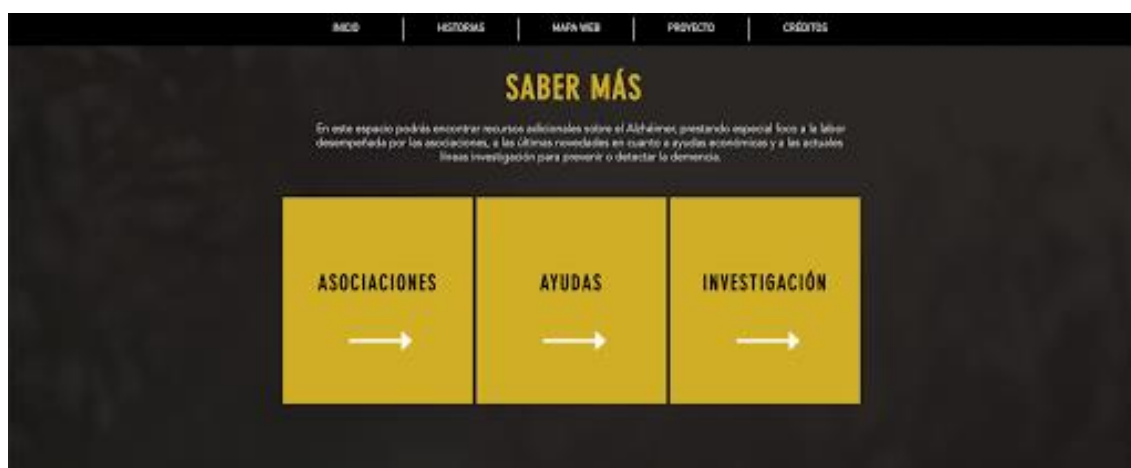 INICIO
HISTORIAS
MAPA WEB
PROYECTO
CRÉDITOS
SABER MÁS
En este espacio podrás encontrar recursos adicionales sobre el Alzhéimer, prestando especial foco a la labor
desempeñada por las asociaciones, a las últimas novedades en cuanto a ayudas económicas y a las actuales
líneas investigación para prevenir o detectar la demencia.
ASOCIACIONES
AYUDAS
INVESTIGACIÓN